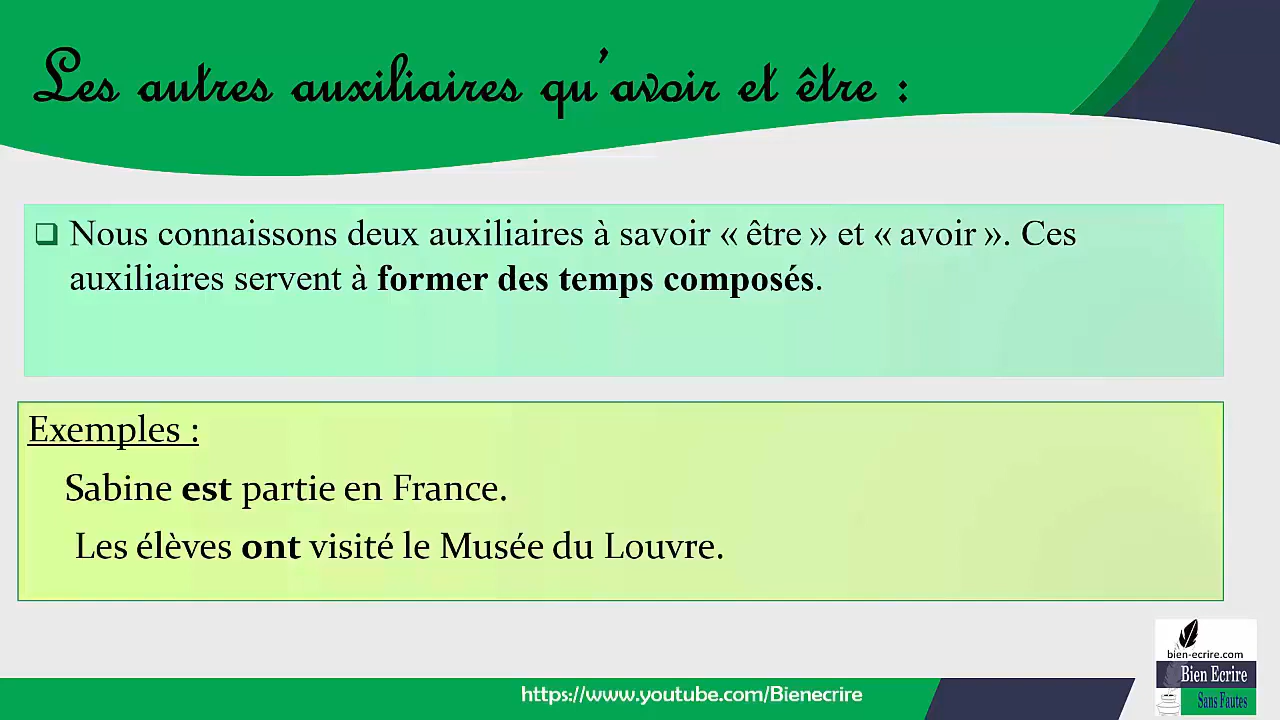 Les autres auxiliaires qu'avoir et être :
❑ Nous connaissons deux auxiliaires à savoir « être » et « avoir ». Ces
auxiliaires servent à former des temps composés.
Exemples :
Sabine est partie en France.
Les élèves ont visité le Musée du Louvre.
bien-ecrire.com
Bien Ecrire
Sans Fautes
https://www.youtube.com/Bienecrire